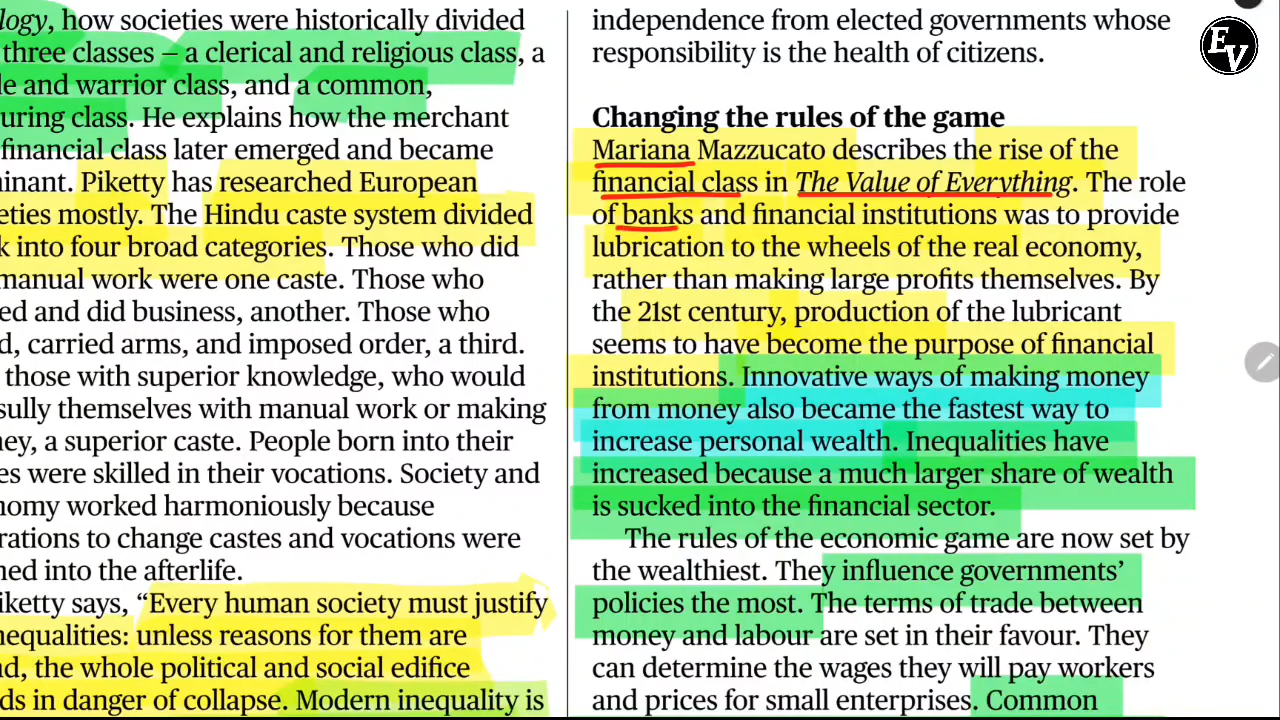 ology, how societies were historically divided
three classes – a clerical and religious class, a
and warrior class, and a common,
class. He explains how the merchant
financial class later emerged and became
Piketty has researched European
mostly. The Hindu caste system divided
into four broad categories. Those who did
manual work were one caste. Those who
and did business, another. Those who
carried arms, and imposed order, a third.
those with superior knowledge, who would
sully themselves with manual work or making
a superior caste. People born into their
were skilled in their vocations. Society and
worked harmoniously because
to change castes and vocations were
into the afterlife.
iketty says, “Every human society must justify
nequalities: unless reasons for them are
the whole political and social edifice
in danger of collapse. Modern inequality is
independence from elected governments whose
responsibility is the health of citizens.
Changing the rules of the game
Mariana Mazzucato describes the rise of the
financial class in The Value of Everything. The role
of banks and financial institutions was to provide
lubrication to the wheels of the real economy,
rather than making large profits themselves. By
the 21st century, production of the lubricant
seems to have become the purpose of financial
institutions. Innovative ways of making money
from money also became the fastest way to
increase personal wealth. Inequalities have
increased because a much larger share of wealth
is sucked into the financial sector.
The rules of the economic game are now set by
the wealthiest. They influence governments’
policies the most. The terms of trade between
money and labour are set in their favour. They
can determine the wages they will pay workers
and prices for small enterprises. Common
EV